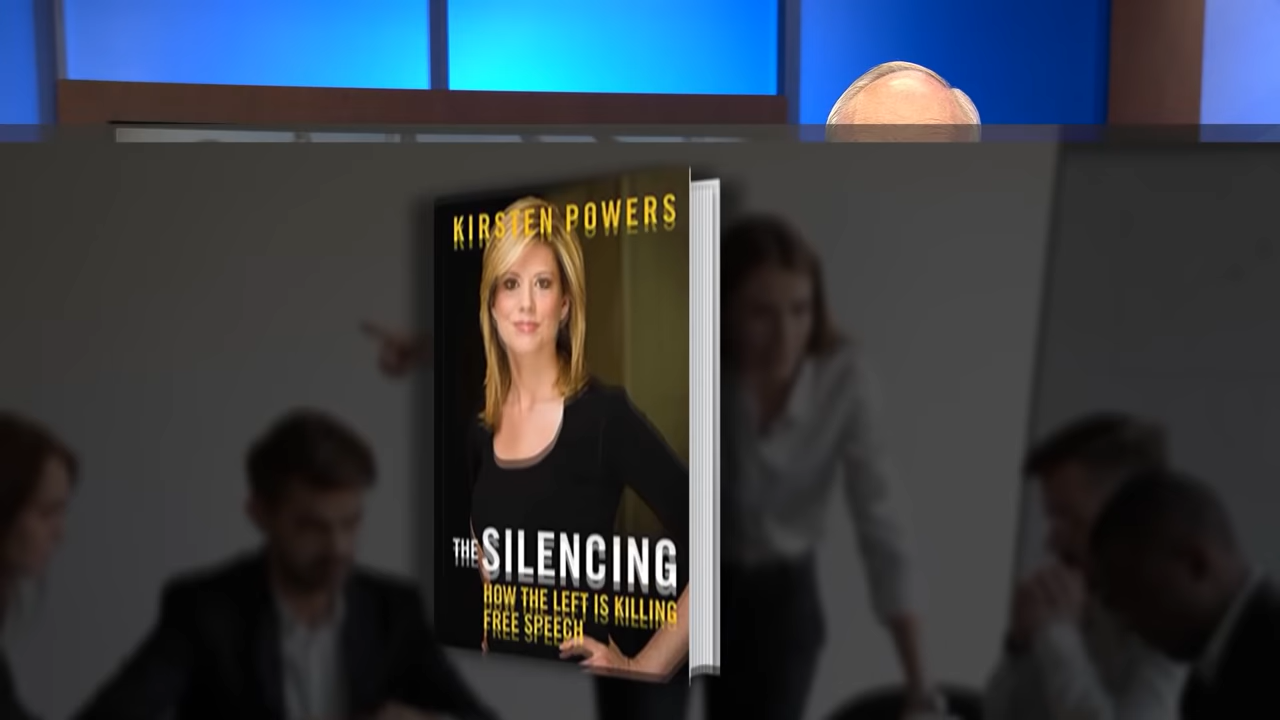 KIRSTEN POWERS
THE SILENCING
HOW THE LEFT IS KILLING
FREE SPEECH